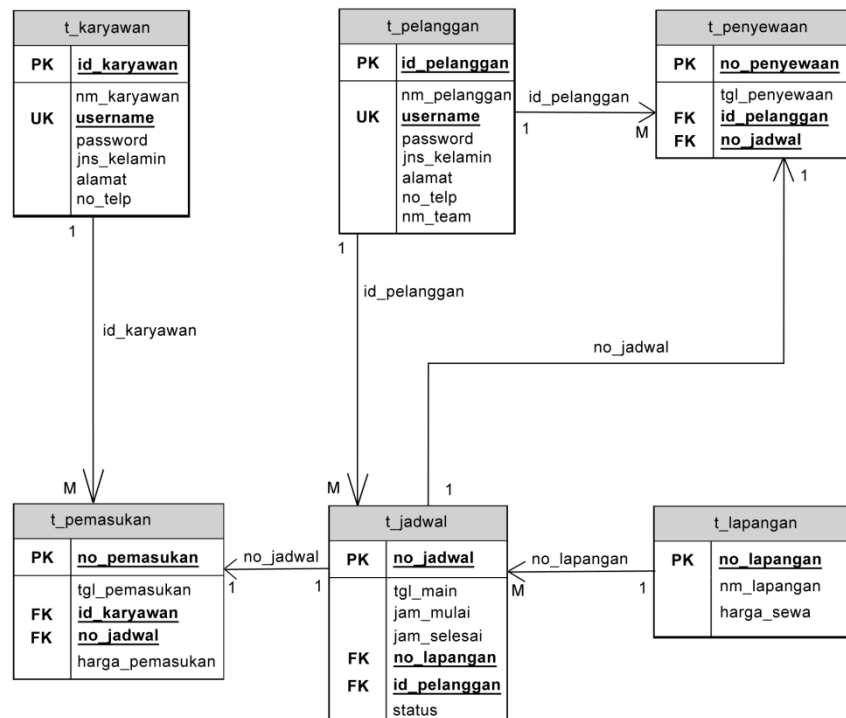 t_karyawan
PK id_karyawan
nm_karyawan
UK username
password
jns_kelamin
alamat
no_telp
1
id_karyawan
M
t_pelanggan
PK id_pelanggan
nm_pelanggan
UK username
password
jns_kelamin
alamat
no_telp
nm_team
id_pelanggan
1
M
1
id_pelanggan
M
t_penyewaan
PK no_penyewaan
tgl_penyewaan
FK id_pelanggan
FK no_jadwal
1
no_jadwal
1
t_pemasukan
PK no_pemasukan
tgl_pemasukan
FK id_karyawan
FK no_jadwal
harga_pemasukan
no_jadwal
1
1
t_jadwal
PK no_jadwal
tgl_main
jam_mulai
jam_selesai
FK no_lapangan
FK id_pelanggan
status
no_lapangan
M
1
t_lapangan
PK no_lapangan
nm_lapangan
harga_sewa